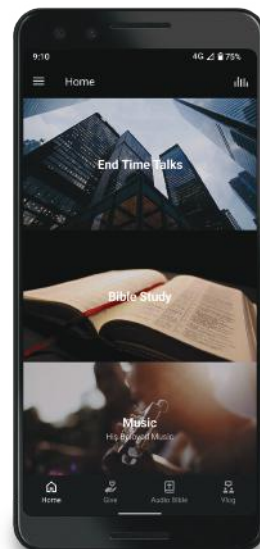 9:10 4G 75%
Home
End Time Talks
Bible Study
Music
His Beloved Music
Home Give Audio Bible Vlog